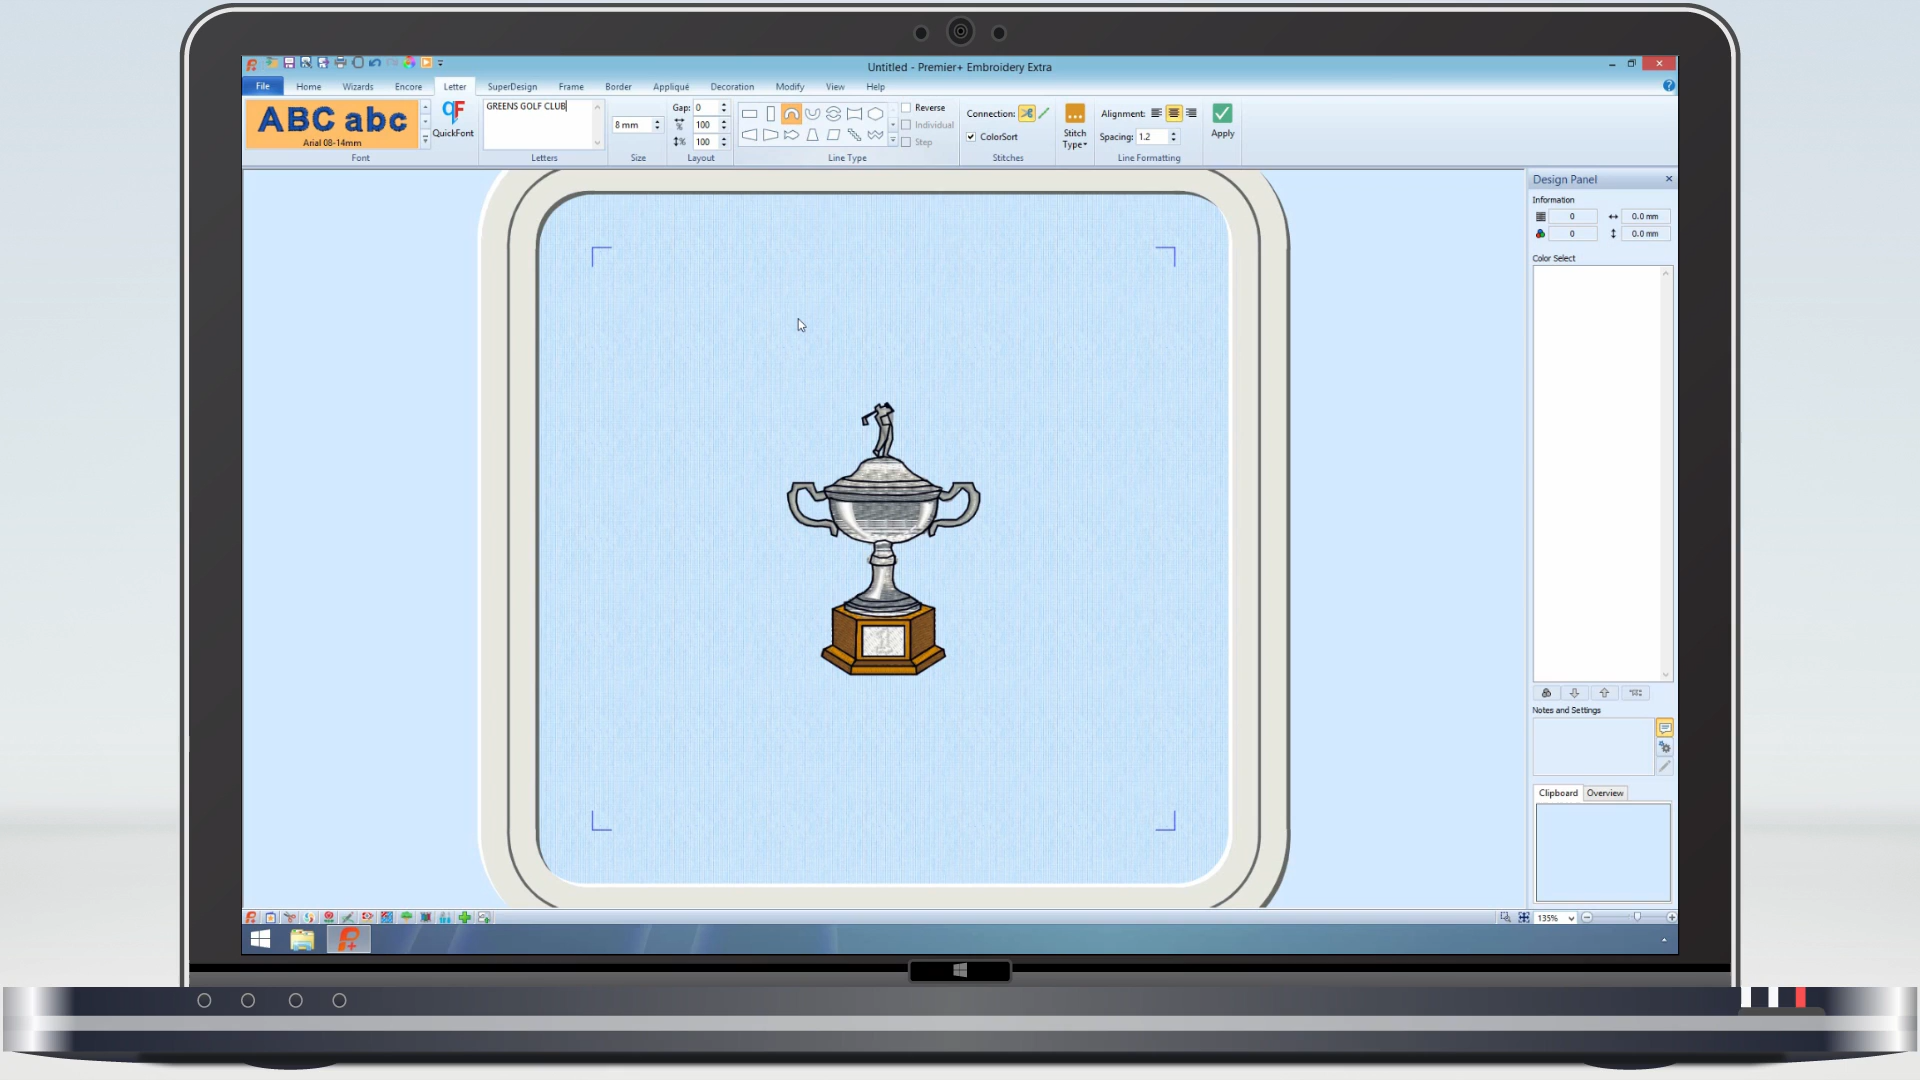 Untitled - Premier+ Embroidery Extra
File Home Wizards Encore Letter SuperDesign Frame Border Appliqué Decoration Modify View Help
ABC abc
Arial 08-14mm
QuickFont
GREENS GOLF CLUB
8 mm
Gap: 0
100
100
Reverse
Individual
Step
Connection:
ColorSort
Stitch
Type
Alignment:
Spacing: 1.2
Apply
Font Letters Size Layout Line Type Stitches Line Formatting
Design Panel
Information
0 0.0 mm
0 0.0 mm
Color Select
1
Notes and Settings
Clipboard Overview
135%